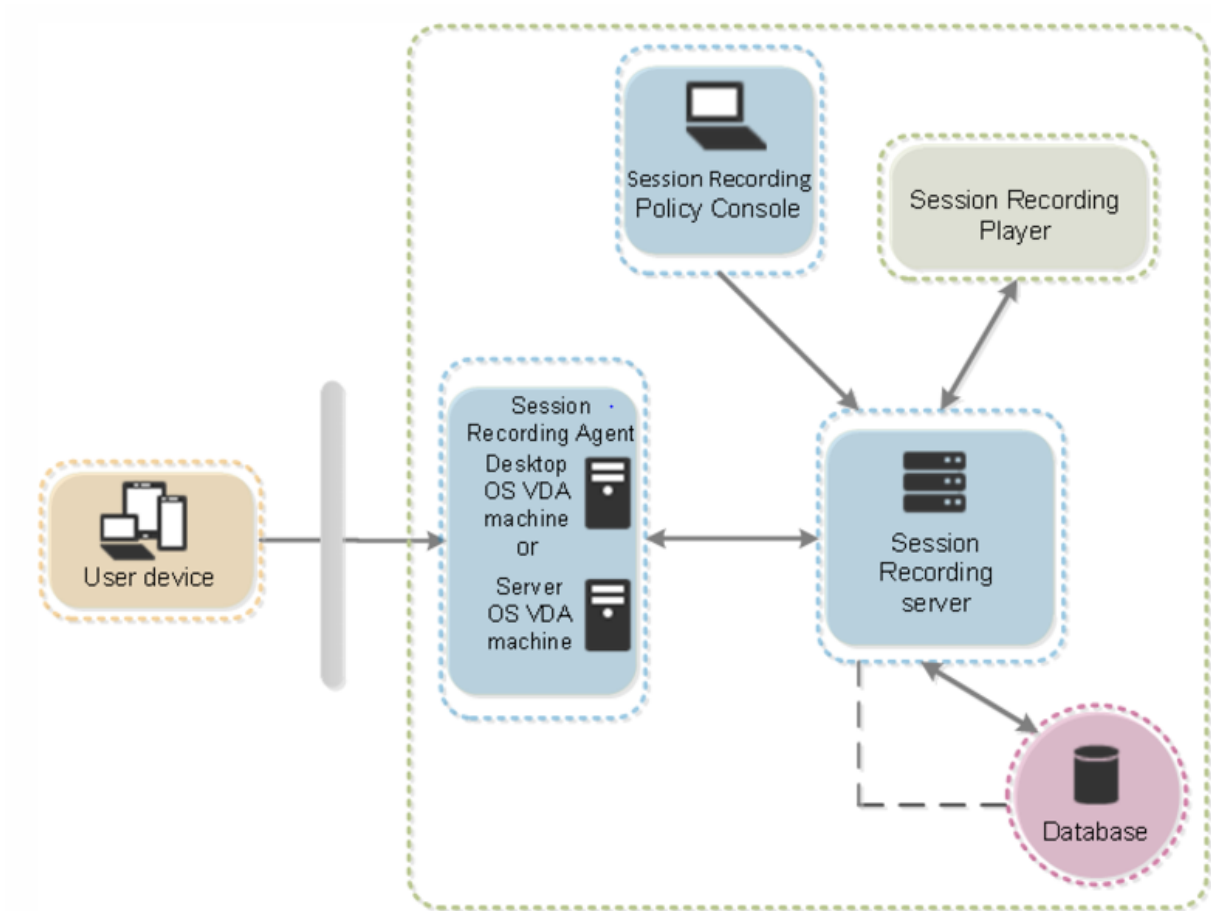 Session Recording
Policy Console
Session Recording
Player
Session
Recording Agent
Desktop
OS VDA
machine
or
Server
OS VDA
machine
User device
Session
Recording
server
Database